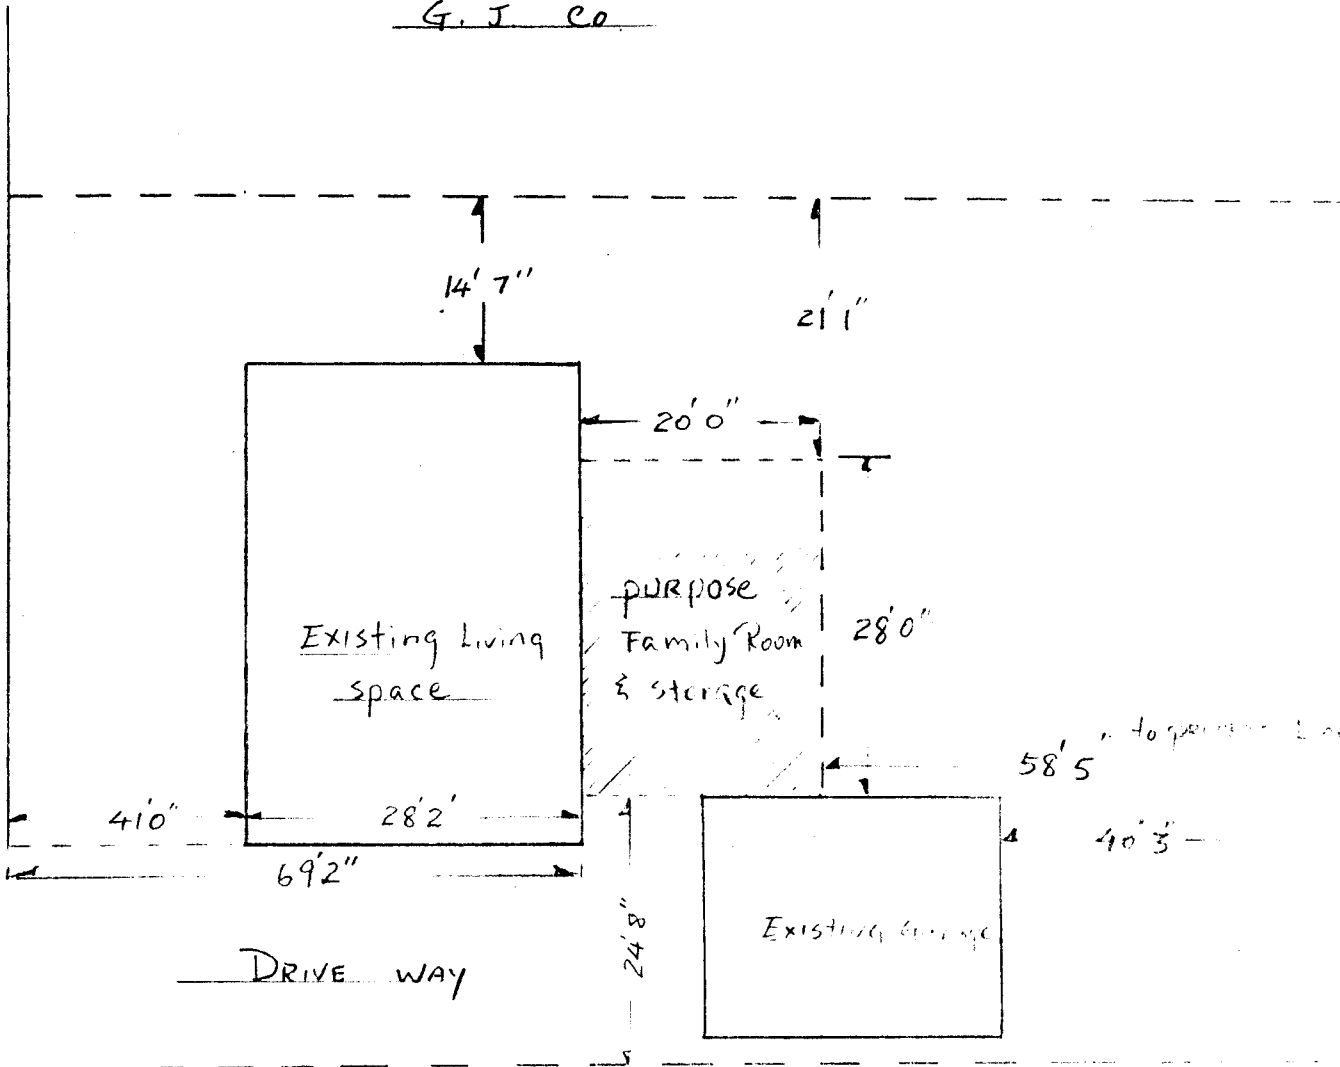 G. J Co
14' 7"
21' 1"
20' 0"
purpose
Family Room
& storage
28' 0"
Existing Living
space
58' 5" to
41'0"
28'2'
40' 3"
69'2"
24'8"
Existing
DRIVE WAY